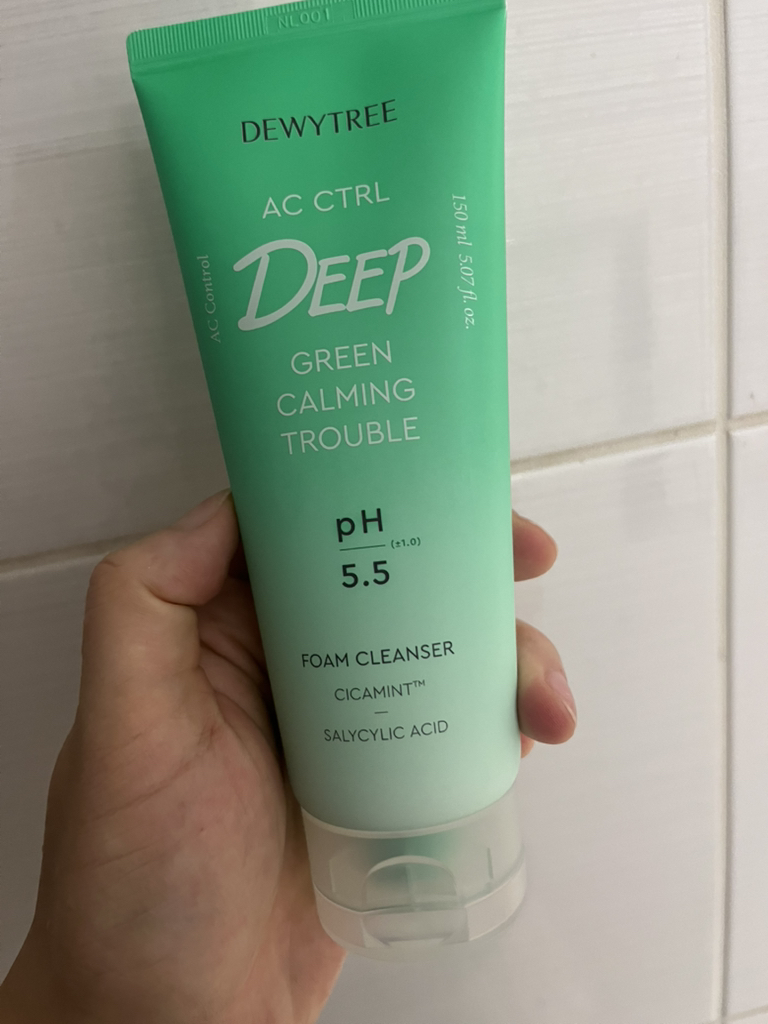 NL001
DEWYTREE
AC CTRL
DEEP
AC Control
150 ml 5.07 fl. oz.
GREEN
CALMING
TROUBLE
pH
(±1.0)
5.5
FOAM CLEANSER
CICAMINT™
SALYCYLIC ACID